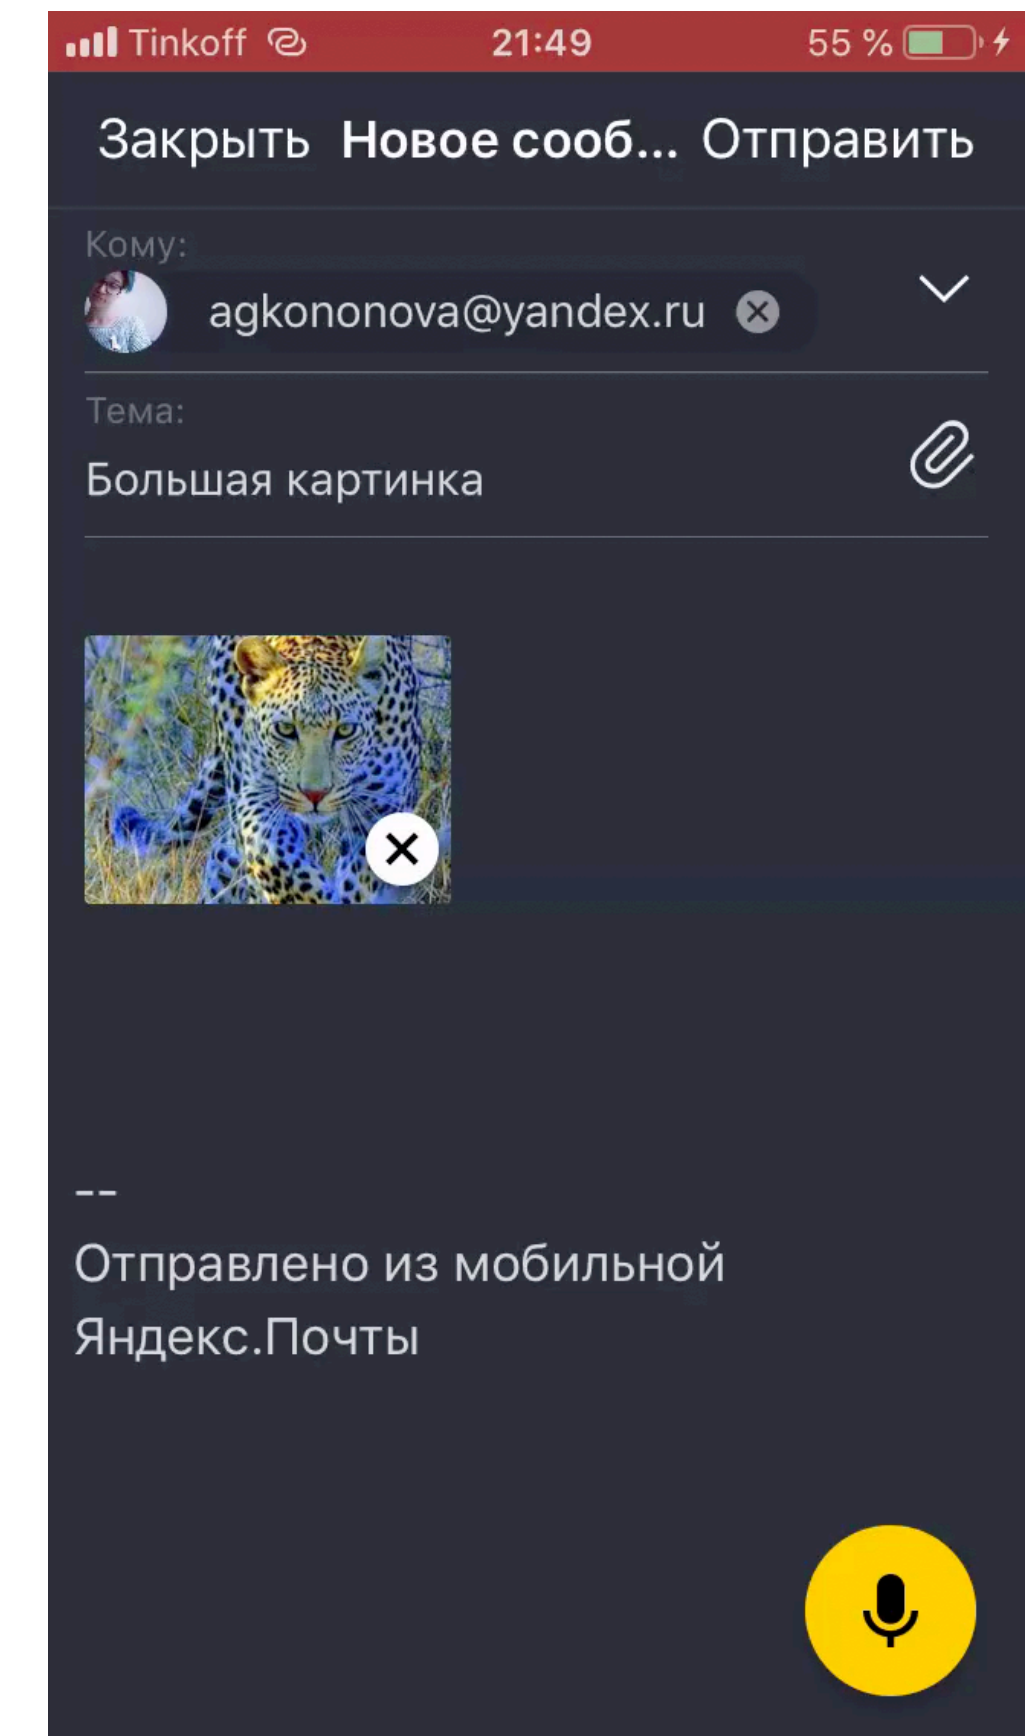 Tinkoff 21:49 55 %
Закрыть Новое сооб... Отправить
Кому:
agkononova@yandex.ru
Тема:
Большая картинка
--
Отправлено из мобильной
Яндекс.Почты